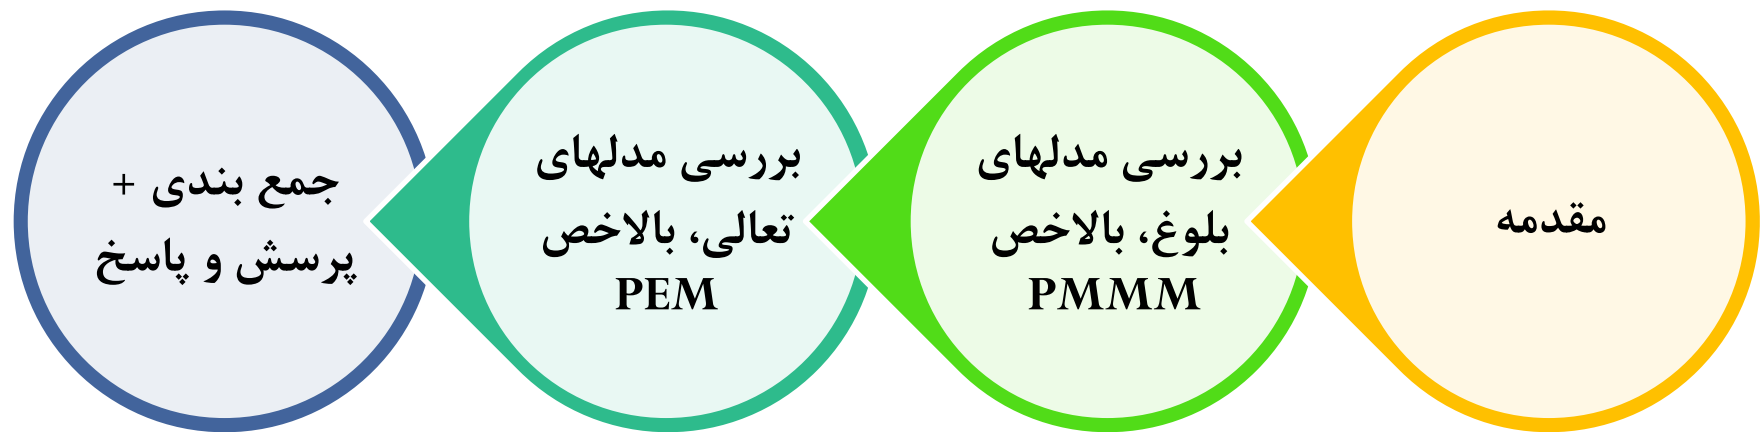 مقدمه
بررسی مدلهای
بلوغ، بالاخص
PMMM
بررسی مدلهای
تعالی، بالاخص
PEM
جمع بندی +
پرسش و پاسخ